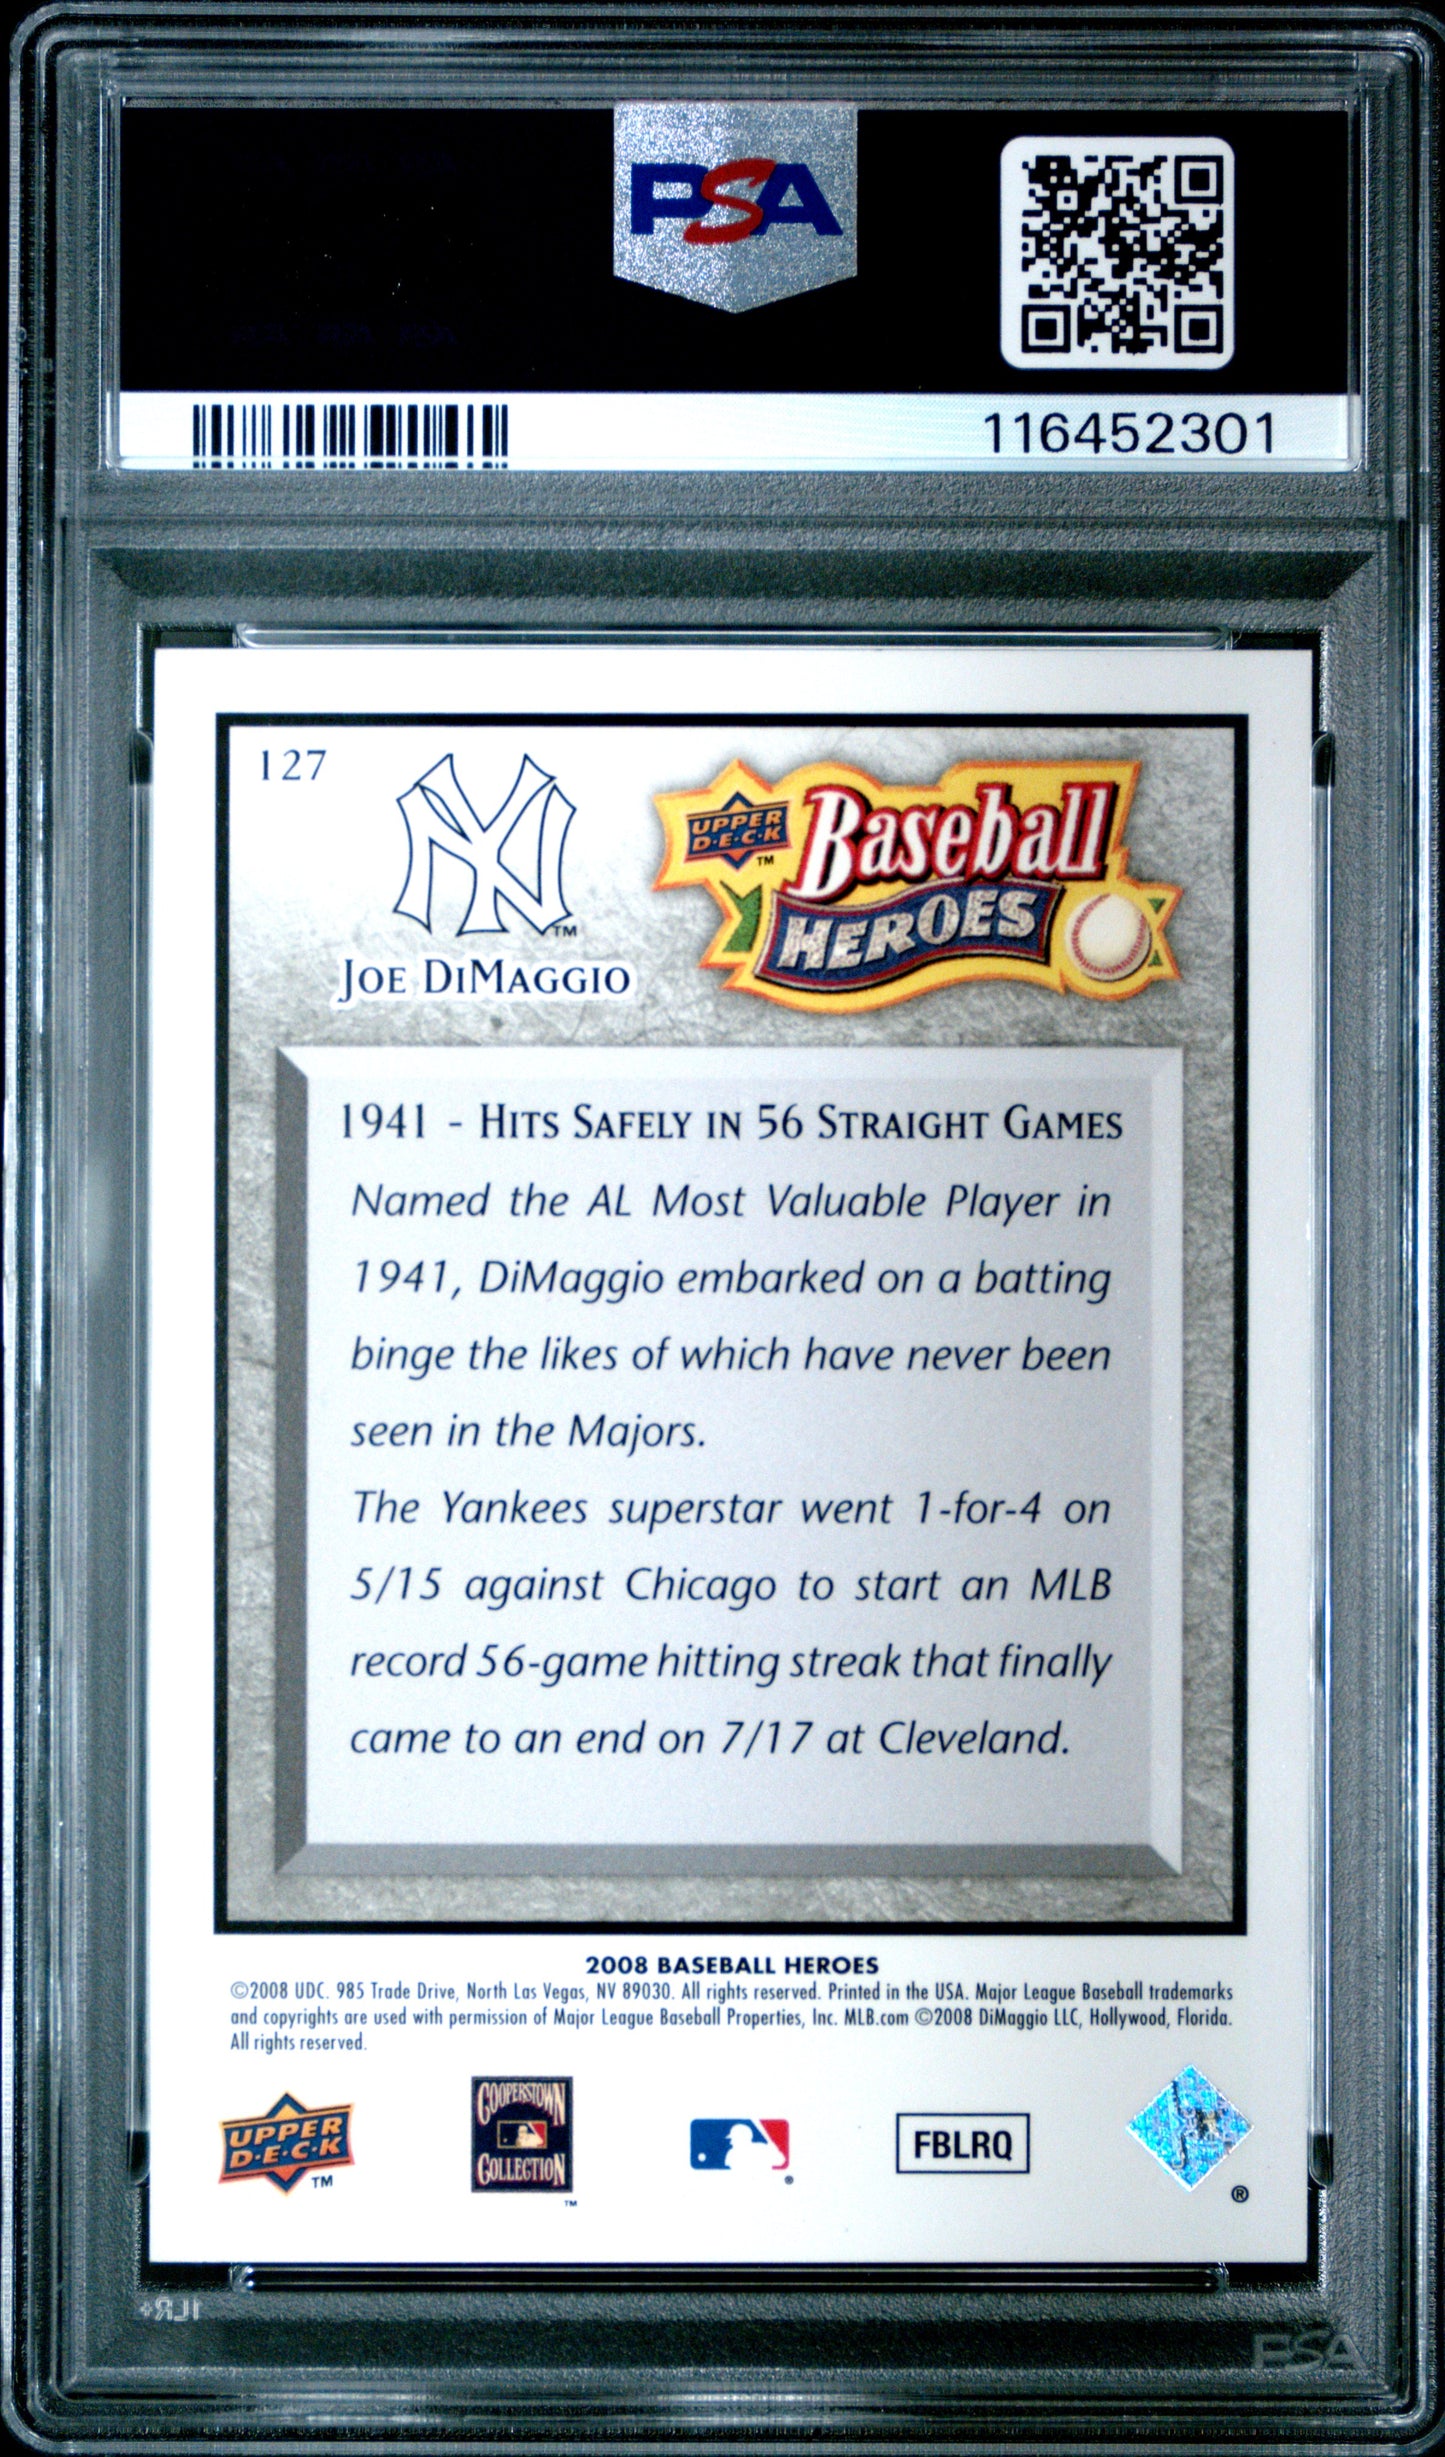 PSA
116452301
127
UPPER
D·E·C·K
TM
Baseball
HEROES
NY
TM
JOE DIMAGGIO
1941 - HITS SAFELY IN 56 STRAIGHT GAMES
Named the AL Most Valuable Player in
1941, DiMaggio embarked on a batting
binge the likes of which have never been
seen in the Majors.
The Yankees superstar went 1-for-4 on
5/15 against Chicago to start an MLB
record 56-game hitting streak that finally
came to an end on 7/17 at Cleveland.
2008 BASEBALL HEROES
©2008 UDC. 985 Trade Drive, North Las Vegas, NV 89030. All rights reserved. Printed in the USA. Major League Baseball trademarks
and copyrights are used with permission of Major League Baseball Properties, Inc. MLB.com ©2008 DiMaggio LLC, Hollywood, Florida.
All rights reserved.
UPPER
D·E·C·K
TM
COOPERSTOWN
COLLECTION
TM
®
FBLRQ
®
1LR+
PSA